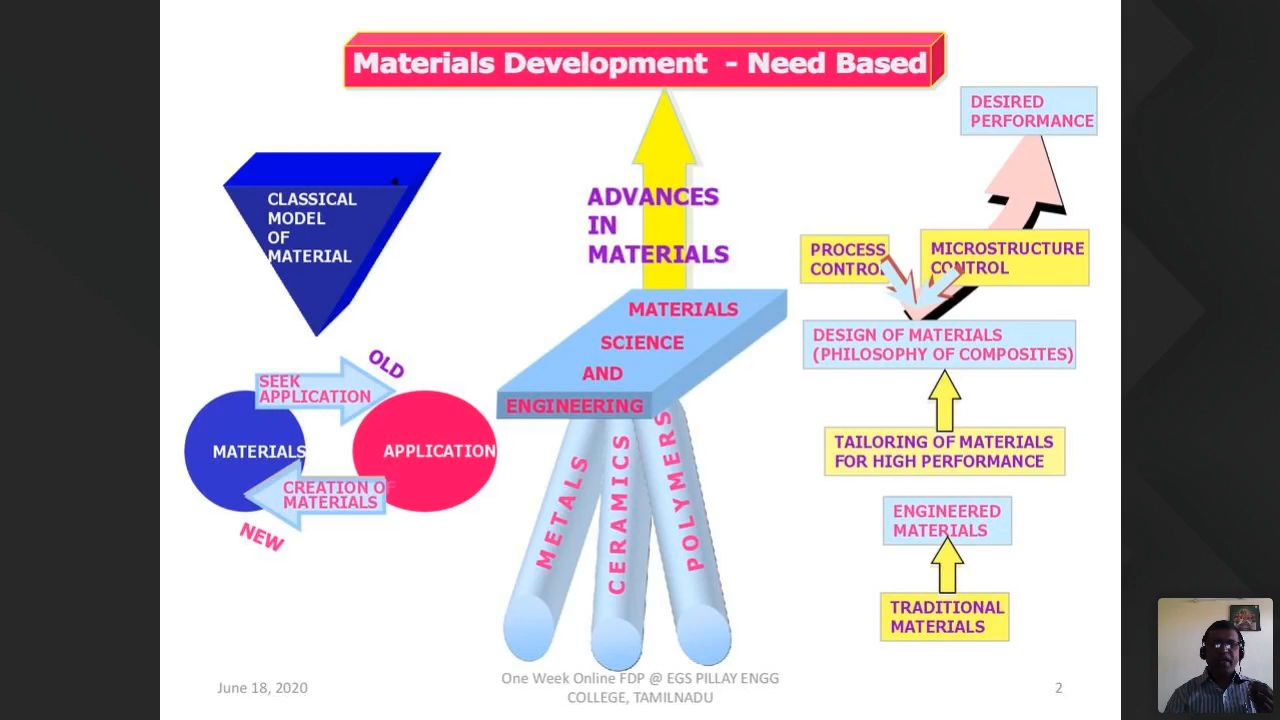 Materials Development - Need Based
CLASSICAL
MODEL
OF
MATERIAL
OLD
SEEK
APPLICATION
MATERIALS
APPLICATION
CREATION OF
MATERIALS
NEW
ADVANCES
IN
MATERIALS
MATERIALS
SCIENCE
AND
ENGINEERING
METALS
CERAMICS
POLYMERS
DESIRED
PERFORMANCE
PROCESS
CONTROL
MICROSTRUCTURE
CONTROL
DESIGN OF MATERIALS
(PHILOSOPHY OF COMPOSITES)
TAILORING OF MATERIALS
FOR HIGH PERFORMANCE
ENGINEERED
MATERIALS
TRADITIONAL
MATERIALS
June 18, 2020
One Week Online FDP @ EGS PILLAY ENGG
COLLEGE, TAMILNADU
2